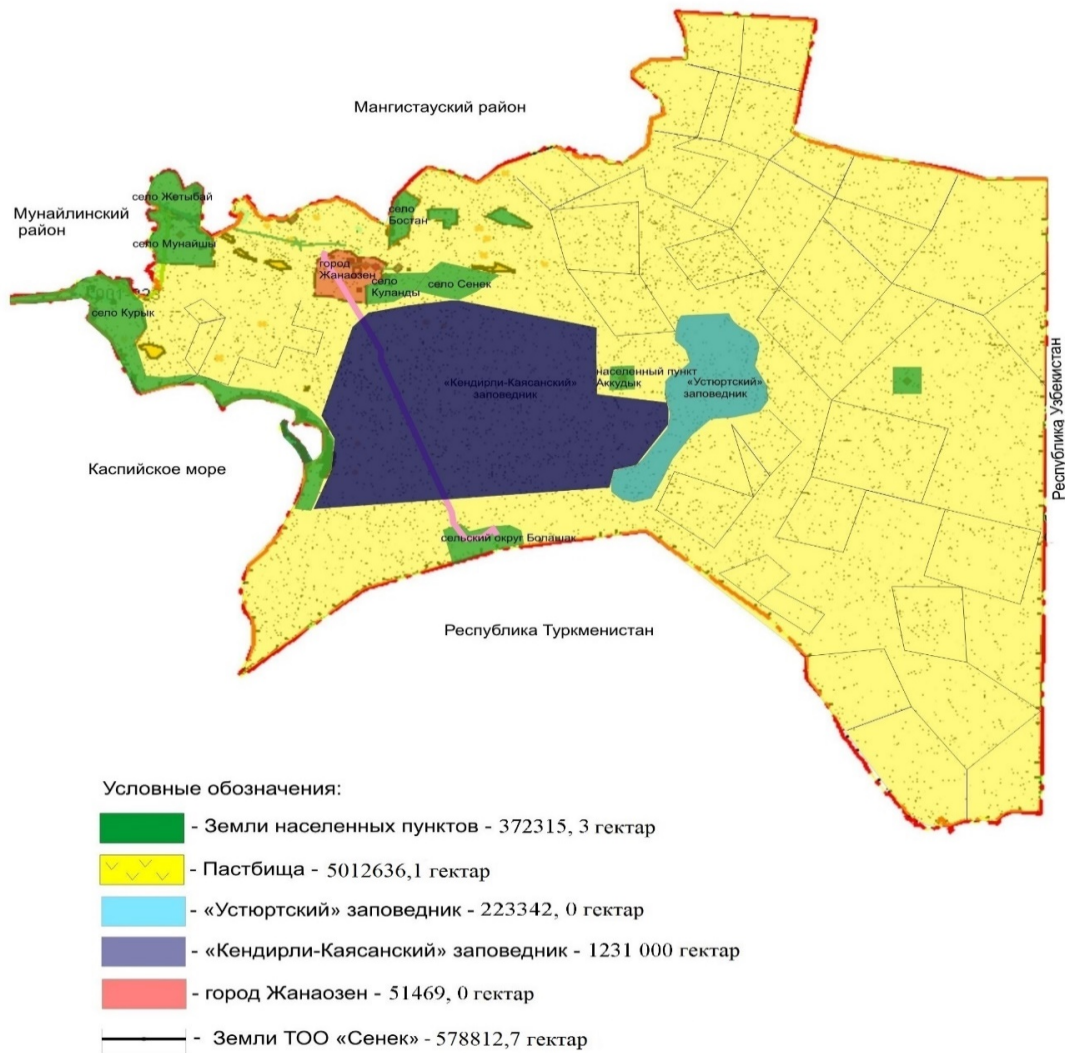 Мангистауский район
село Жетыбай
Мунайлинский
район
село
Бостан
село Мунайшы
город
Жанаозен
село
Куланды
село Сенек
село Курык
населенный пункт
Аккудык
«Кендирли-Каясанский»
заповедник
«Устюртский»
заповедник
Республика Узбекистан
Каспийское море
сельский округ Болашак
Республика Туркменистан
Условные обозначения:
- Земли населенных пунктов - 372315, 3 гектар
- Пастбища - 5012636,1 гектар
- «Устюртский» заповедник - 223342, 0 гектар
- «Кендирли-Каясанский» заповедник - 1231 000 гектар
- город Жанаозен - 51469, 0 гектар
- Земли ТОО «Сенек» - 578812,7 гектар